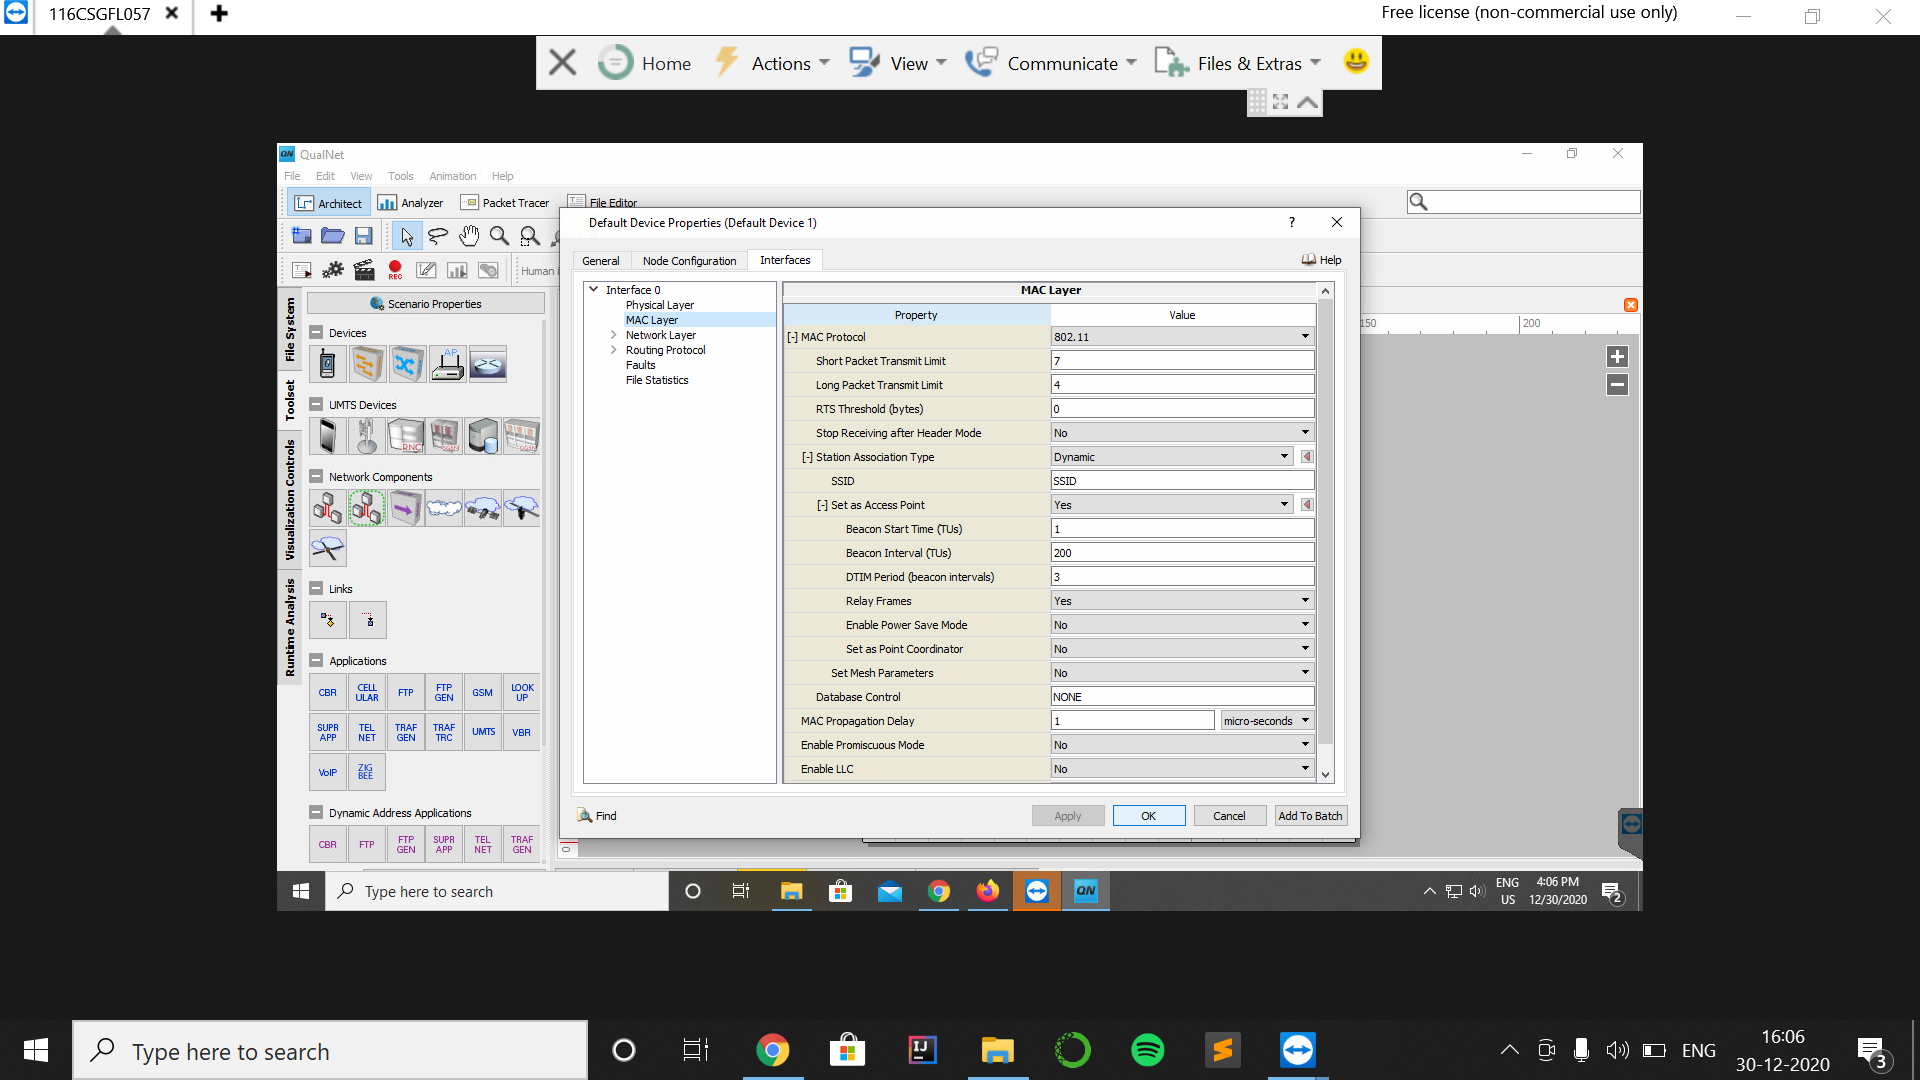 116CSGFL057
Free license (non-commercial use only)
Home
Actions
View
Communicate
Files & Extras
QN QualNet
File Edit View Tools Animation Help
Architect
Analyzer
Packet Tracer
File Editor
Default Device Properties (Default Device 1)
?
REC
Human i
General
Node Configuration
Interfaces
Help
File System
Toolset
Visualization Controls
Runtime Analysis
Scenario Properties
Devices
AP
UMTS Devices
RNC
Network Components
Links
Applications
CBR
CELL ULAR
FTP
FTP GEN
GSM
LOOK UP
SUPR APP
TEL NET
TRAF GEN
TRAF TRC
UMTS
VBR
VoIP
ZIG BEE
Dynamic Address Applications
CBR
FTP
FTP GEN
SUPR APP
TEL NET
TRAF GEN
Interface 0
Physical Layer
MAC Layer
Network Layer
Routing Protocol
Faults
File Statistics
MAC Layer
Property Value
[-] MAC Protocol 802.11
Short Packet Transmit Limit 7
Long Packet Transmit Limit 4
RTS Threshold (bytes) 0
Stop Receiving after Header Mode No
[-] Station Association Type Dynamic
SSID SSID
[-] Set as Access Point Yes
Beacon Start Time (TUs) 1
Beacon Interval (TUs) 200
DTIM Period (beacon intervals) 3
Relay Frames Yes
Enable Power Save Mode No
Set as Point Coordinator No
Set Mesh Parameters No
Database Control NONE
MAC Propagation Delay 1 micro-seconds
Enable Promiscuous Mode No
Enable LLC No
150
200
0
Find
Apply
OK
Cancel
Add To Batch
Type here to search
QN
ENG
US
4:06 PM
12/30/2020
2
Type here to search
IJ
ENG
16:06
30-12-2020
3